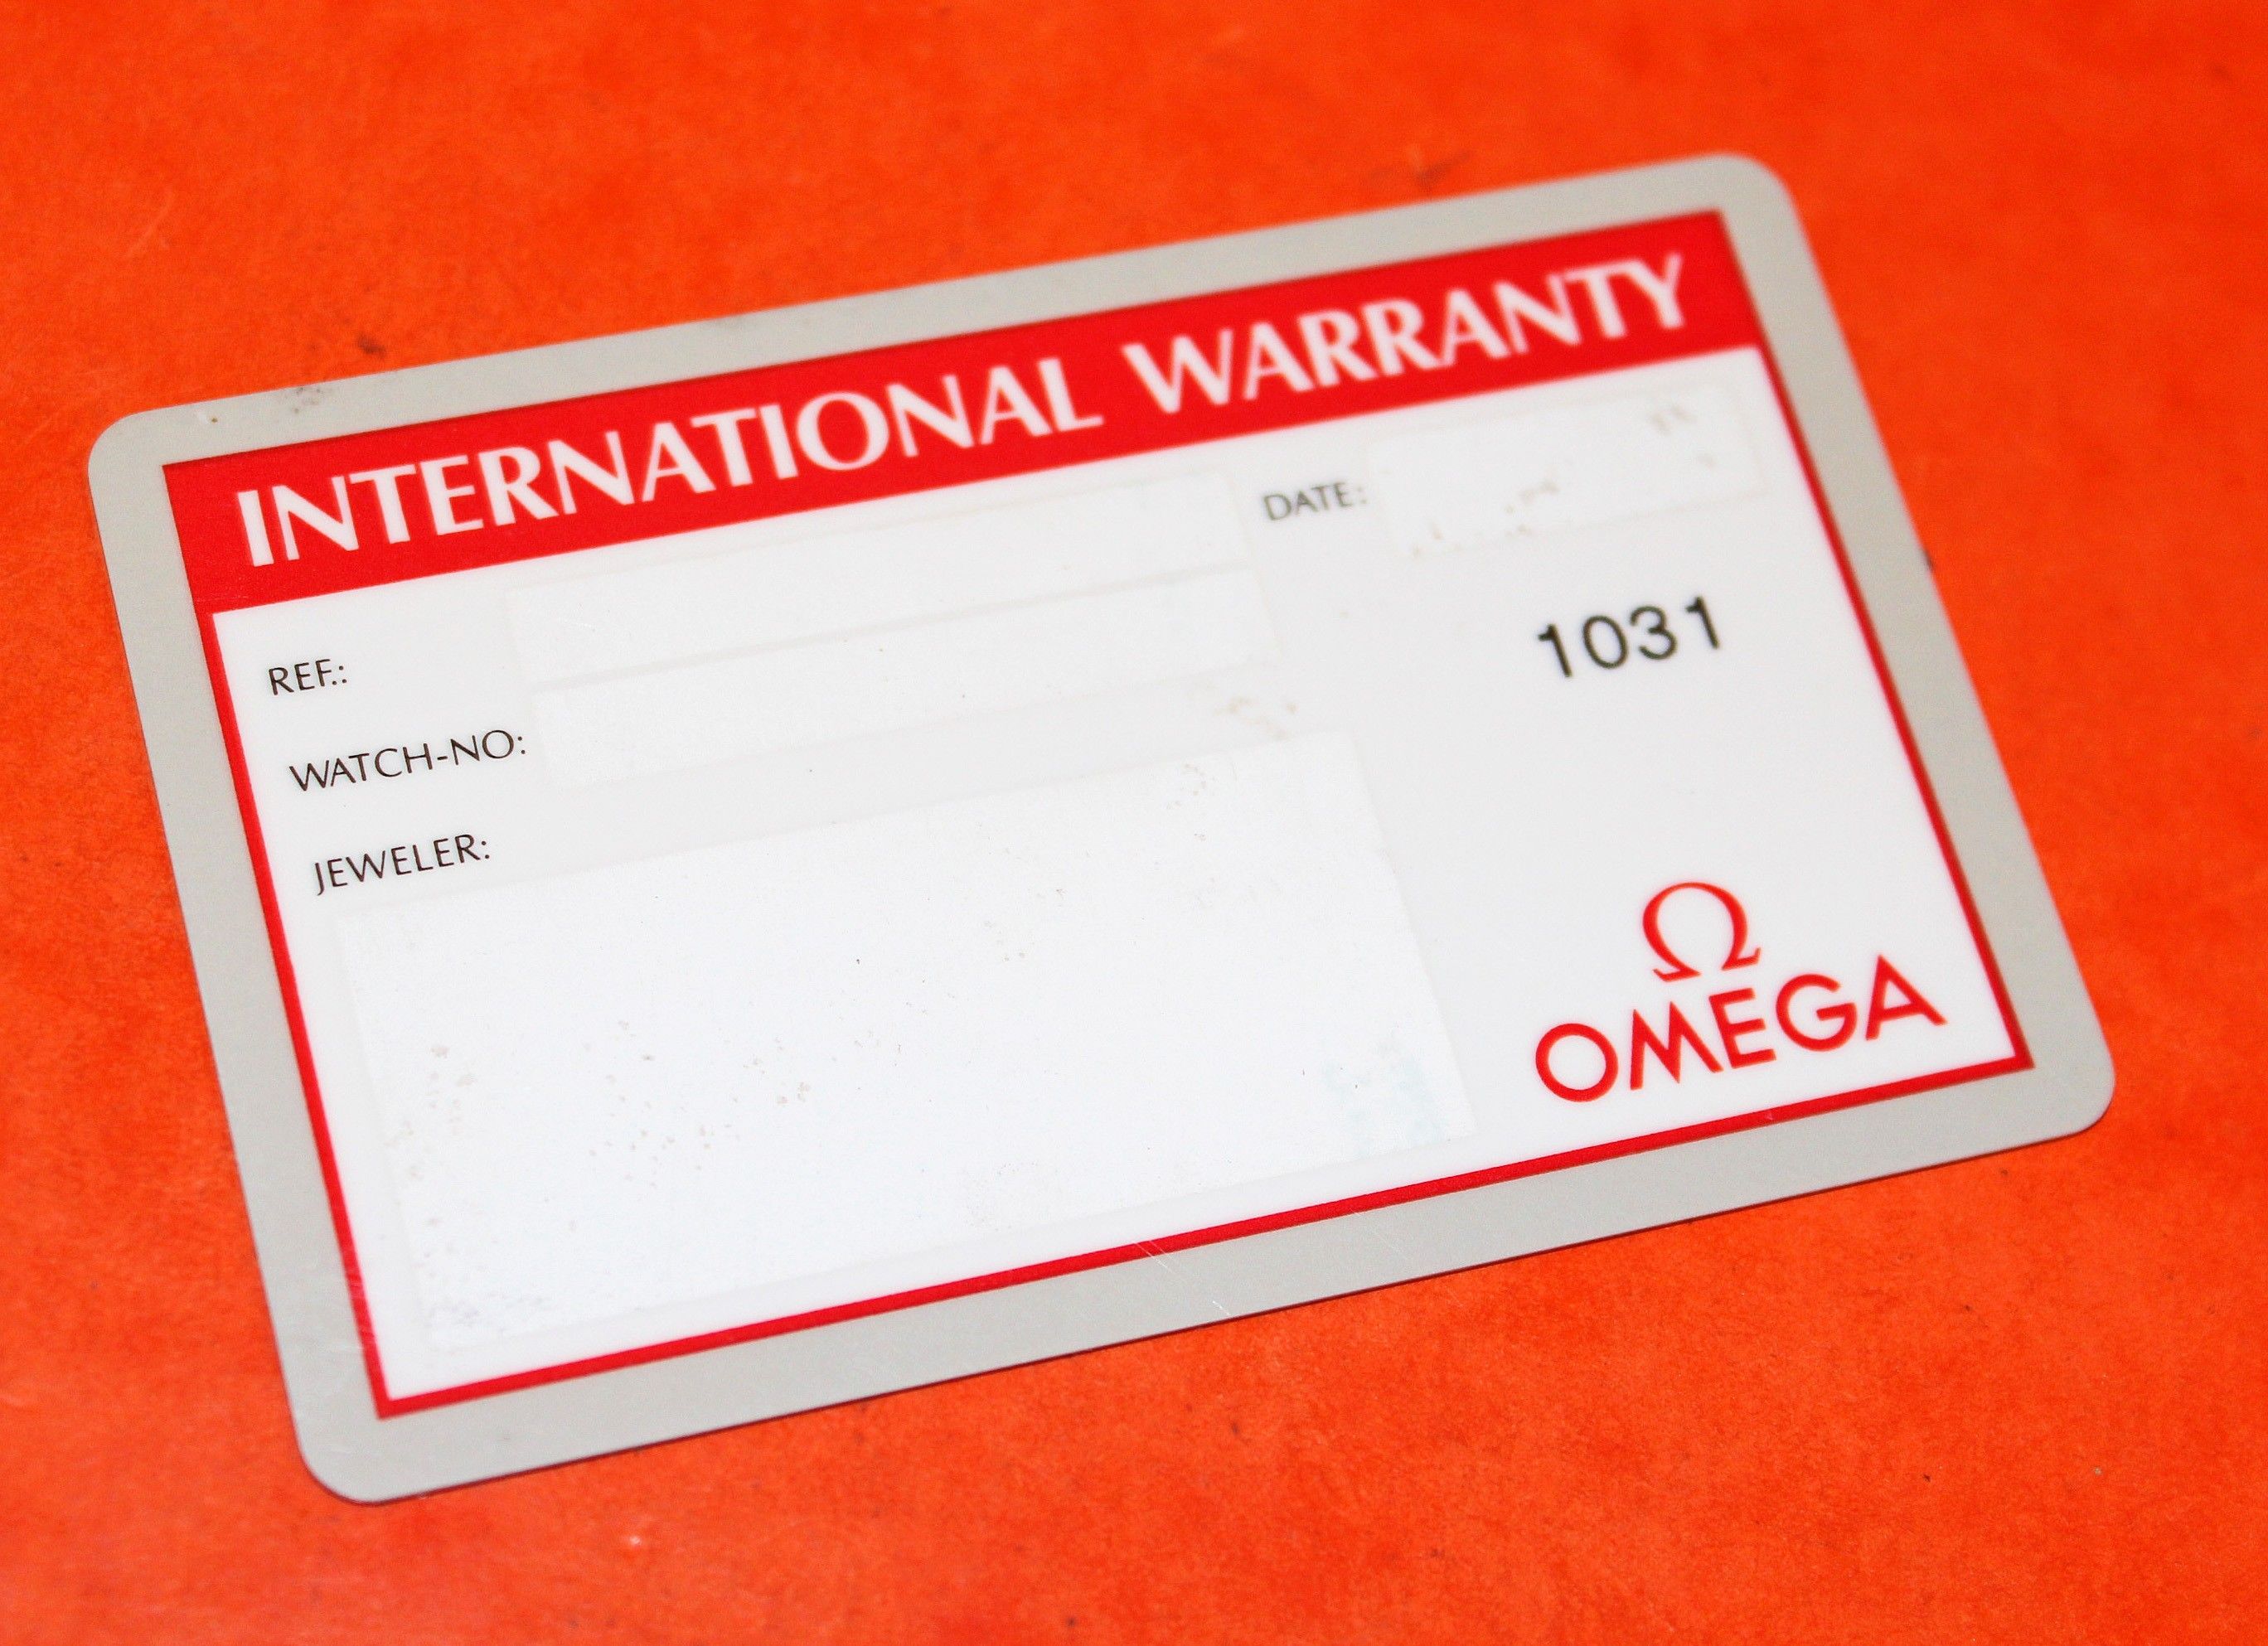 INTERNATIONAL WARRANTY
DATE:
REF.:
1031
WATCH-NO:
JEWELER:
Ω
OMEGA